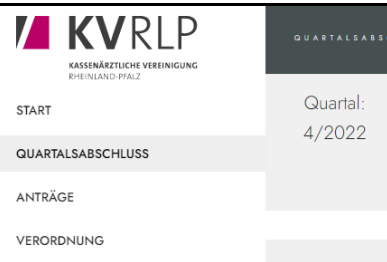 KVRLP
KASSENÄRZTLICHE VEREINIGUNG
RHEINLAND-PFALZ
START
QUARTALSABSCHLUSS
ANTRÄGE
VERORDNUNG
QUARTALSABS
Quartal:
4/2022